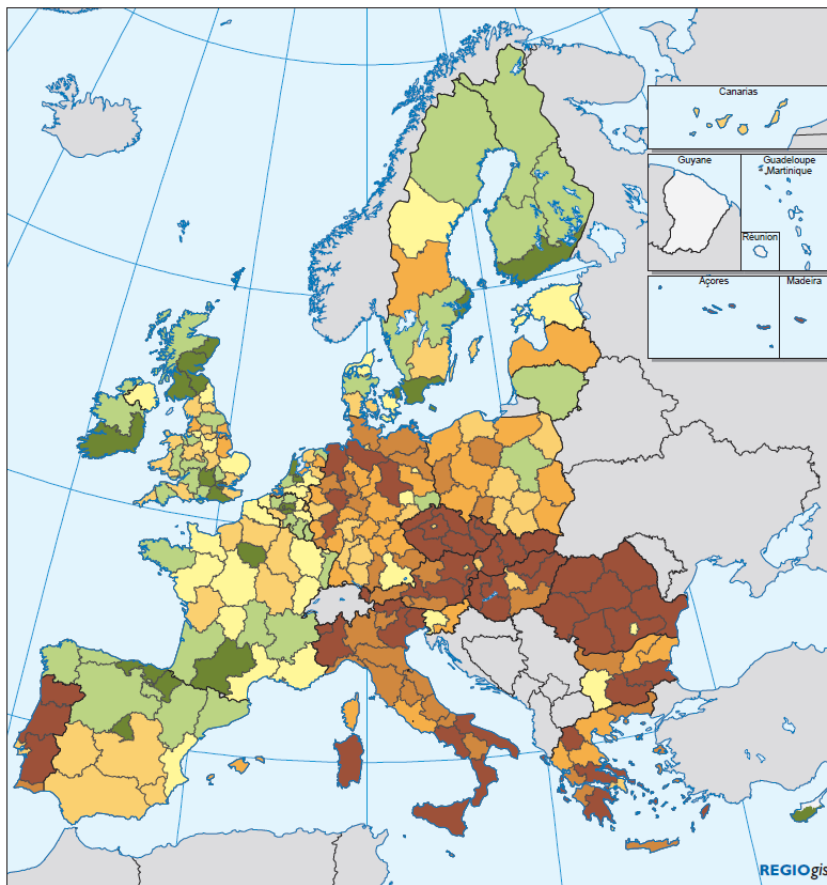 Canarias
Guyane
Guadeloupe
Martinique
Réunion
Açores
Madeira
REGIOgis